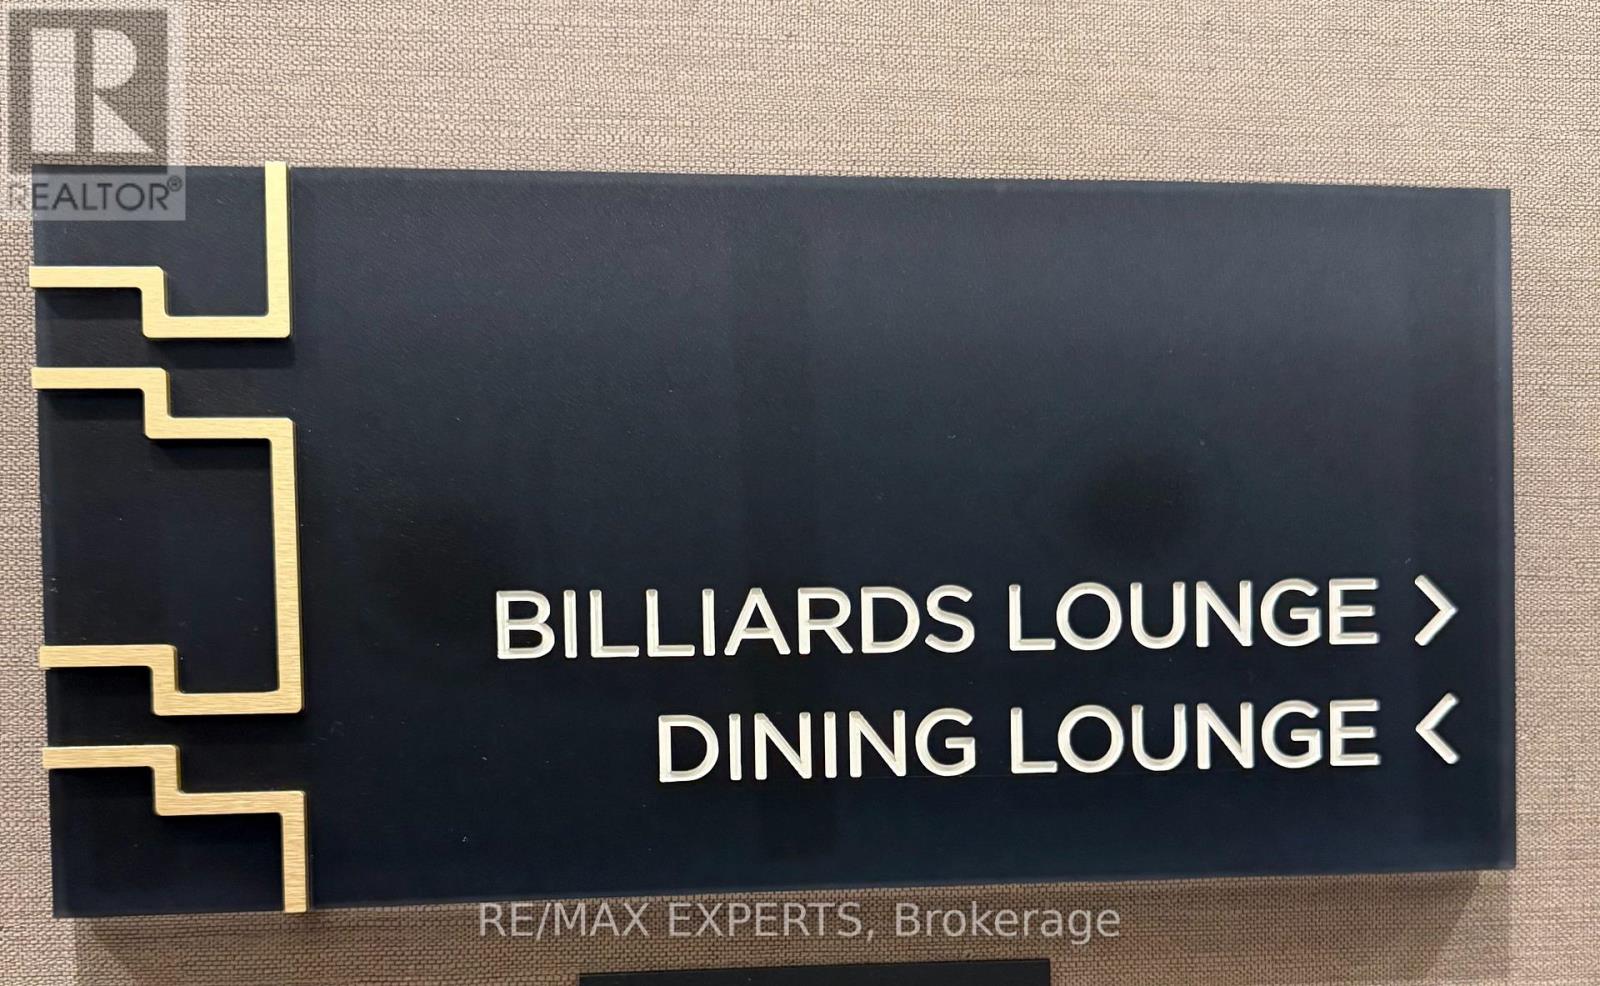 REALTOR®
BILLIARDS LOUNGE >
DINING LOUNGE <
RE/MAX EXPERTS, Brokerage